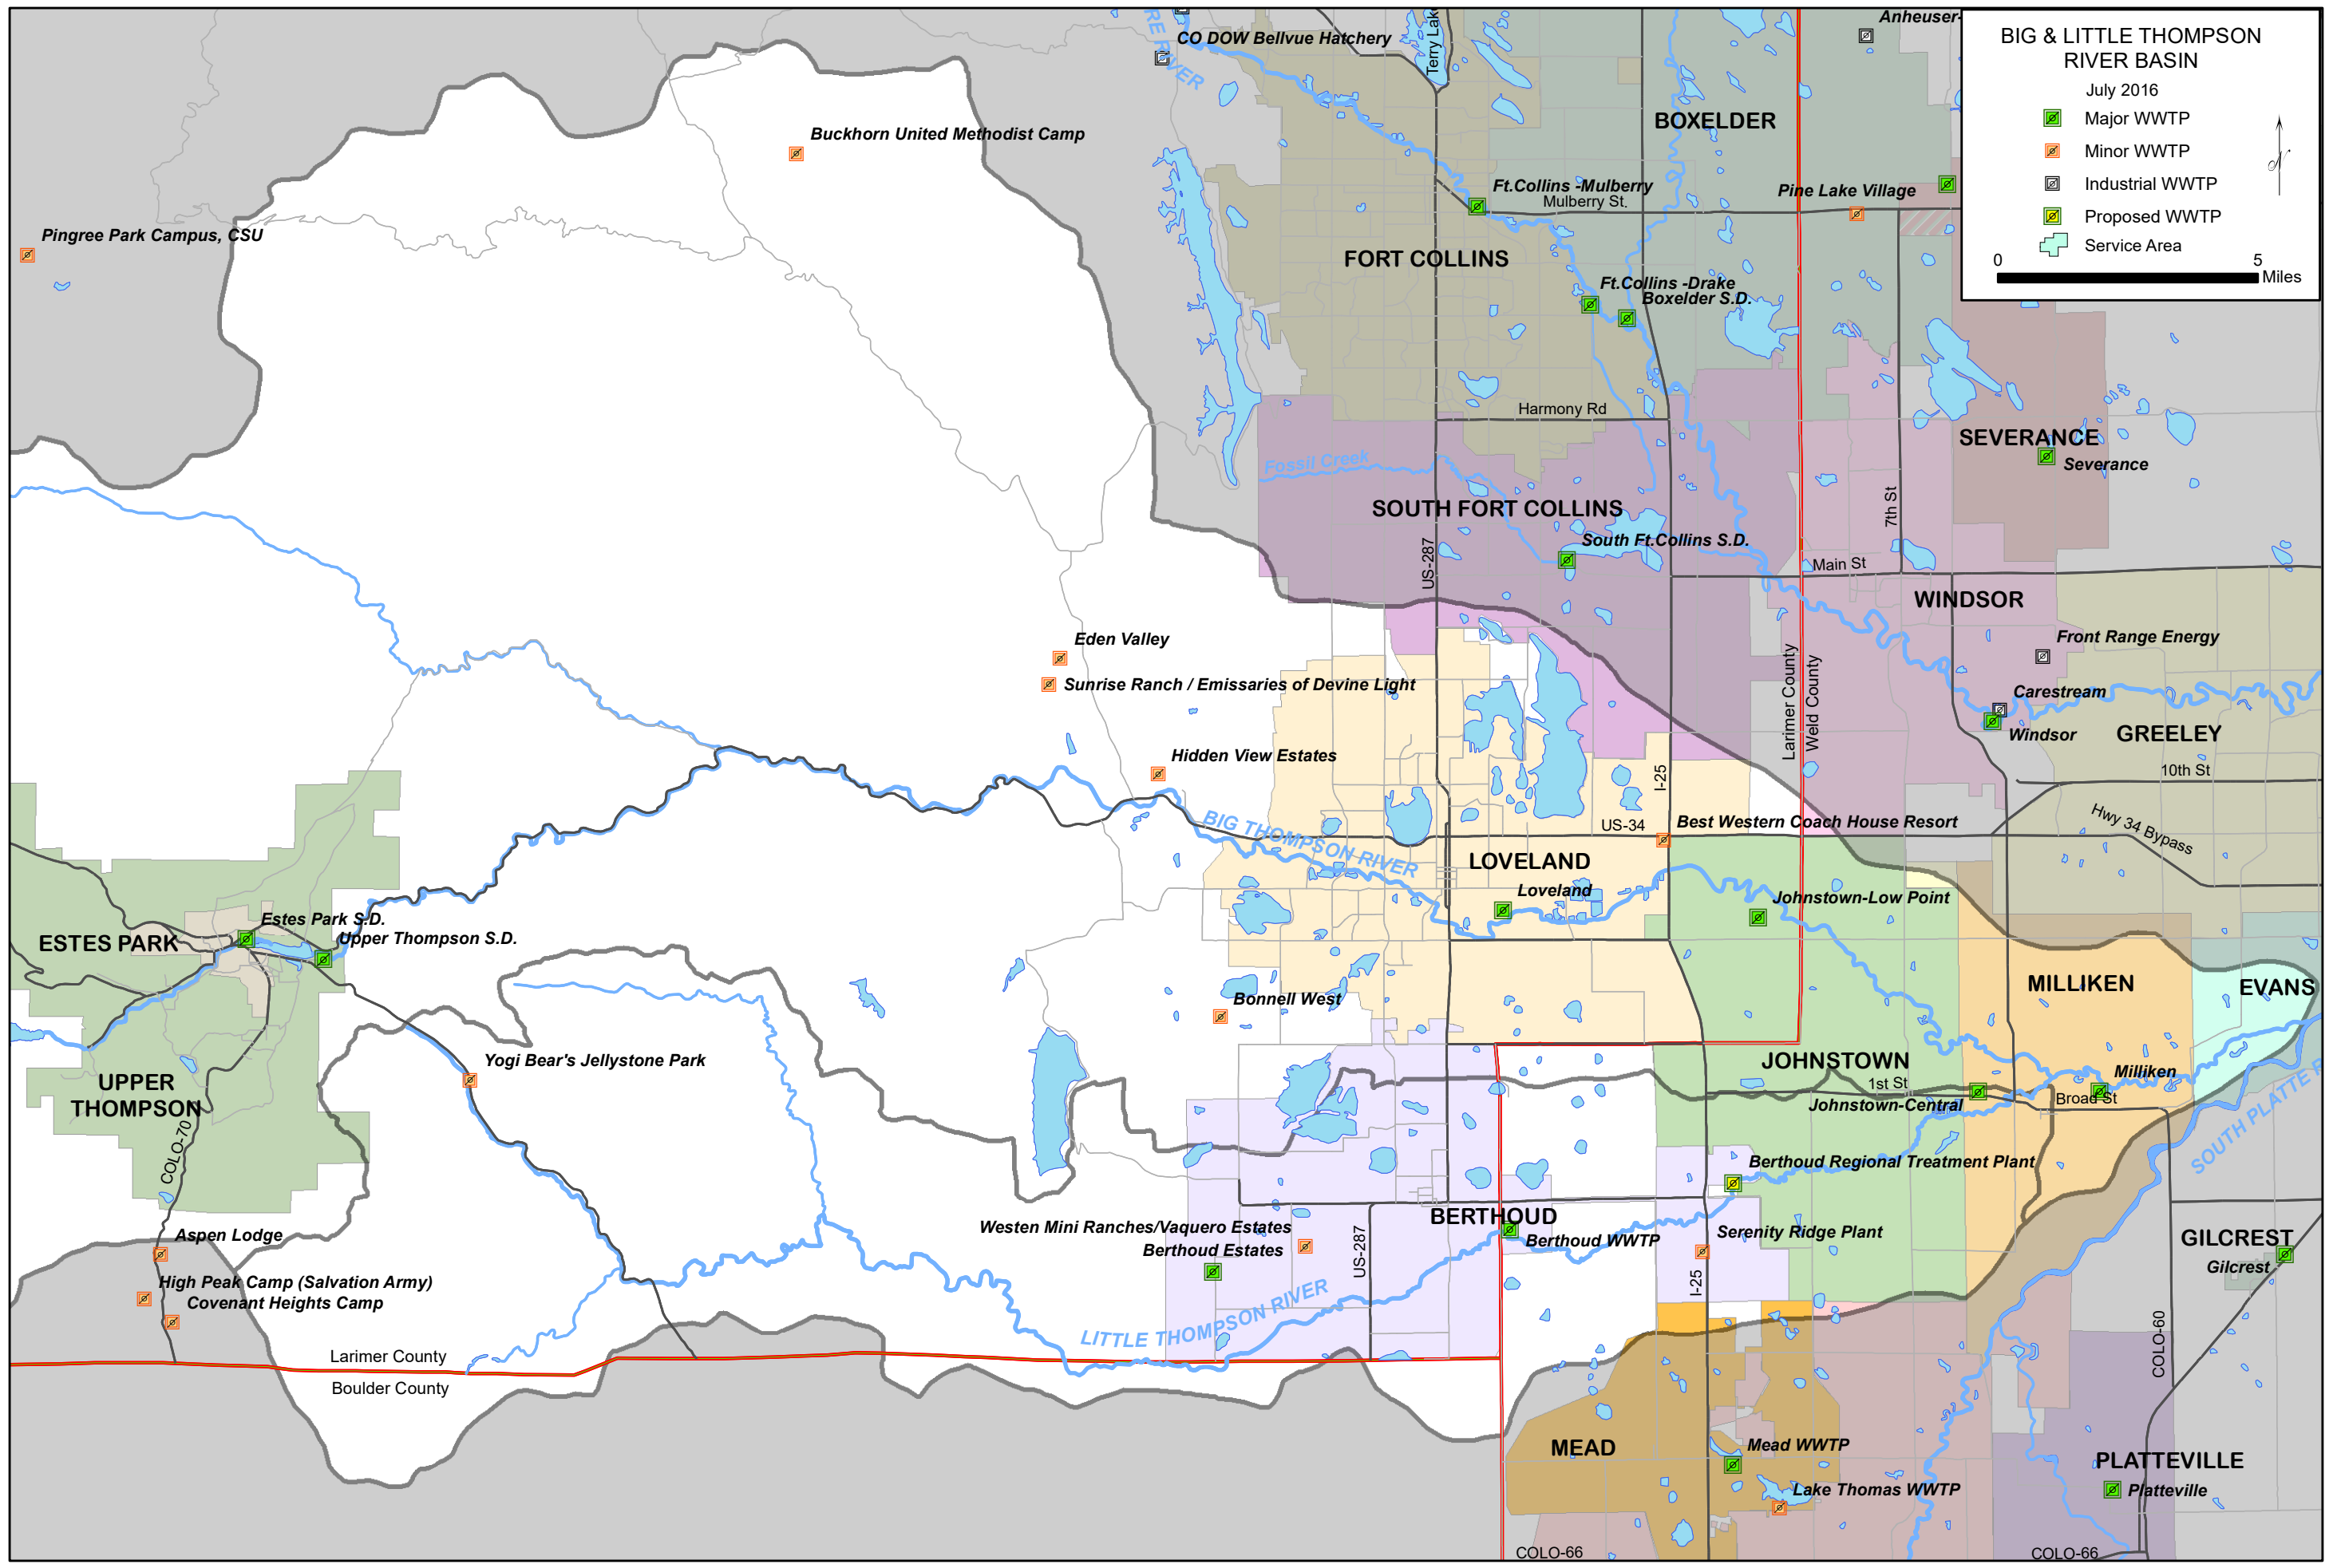 RE RIVER
CO DOW Bellvue Hatchery
Terry Lake
Anheuser-
BIG & LITTLE THOMPSON
RIVER BASIN
July 2016
Major WWTP
Minor WWTP
Industrial WWTP
Proposed WWTP
Service Area
N
0
5
Miles
BOXELDER
Buckhorn United Methodist Camp
Ft.Collins -Mulberry
Mulberry St.
Pine Lake Village
Pingree Park Campus, CSU
FORT COLLINS
Ft.Collins -Drake
Boxelder S.D.
Harmony Rd
SEVERANCE
Severance
Fossil Creek
SOUTH FORT COLLINS
7th St
South Ft.Collins S.D.
US-287
Main St
WINDSOR
Eden Valley
Front Range Energy
Sunrise Ranch / Emissaries of Devine Light
Larimer County
Weld County
Carestream
Windsor
GREELEY
Hidden View Estates
I-25
10th St
BIG THOMPSON RIVER
US-34
Best Western Coach House Resort
Hwy 34 Bypass
LOVELAND
Loveland
Johnstown-Low Point
Estes Park S.D.
ESTES PARK
Upper Thompson S.D.
MILLIKEN
EVANS
Bonnell West
Yogi Bear's Jellystone Park
UPPER
THOMPSON
JOHNSTOWN
1st St
Milliken
Broad St
Johnstown-Central
SOUTH PLATTE R
COLO-70
Berthoud Regional Treatment Plant
BERTHOUD
Westen Mini Ranches/Vaquero Estates
Berthoud Estates
US-287
Berthoud WWTP
Serenity Ridge Plant
GILCREST
Gilcrest
Aspen Lodge
High Peak Camp (Salvation Army)
Covenant Heights Camp
I-25
LITTLE THOMPSON RIVER
COLO-60
Larimer County
Boulder County
MEAD
Mead WWTP
Lake Thomas WWTP
PLATTEVILLE
Platteville
COLO-66
COLO-66